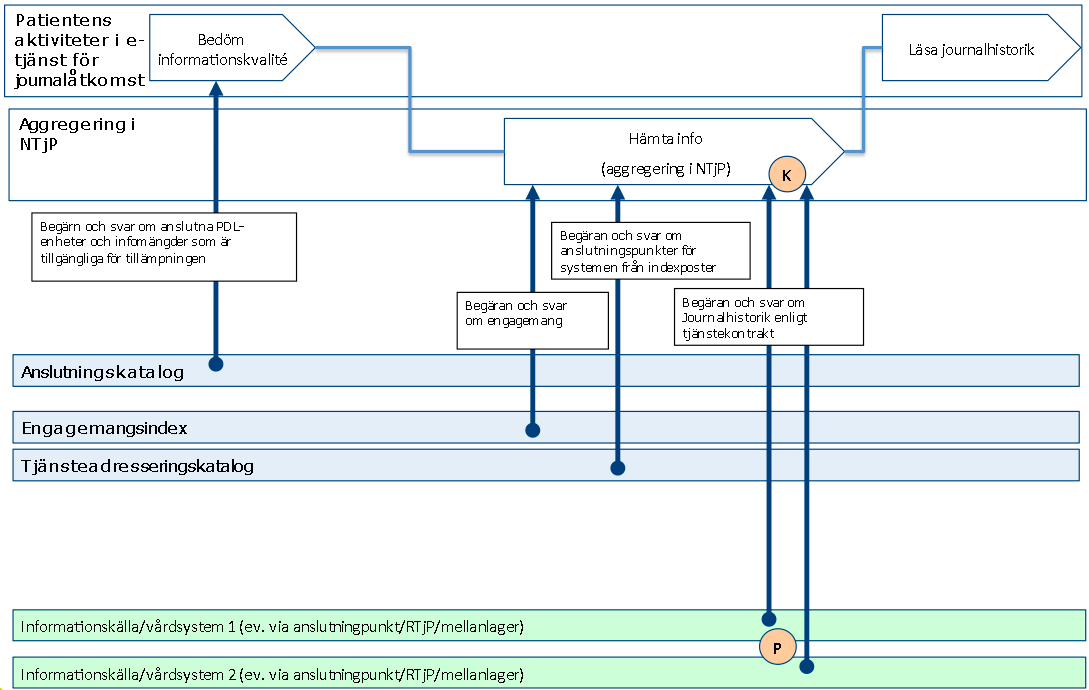 Patientens
aktiviteter i e-
tjänst för
journalåtkomst
Bedöm
informationskvalité
Läsa journalhistorik
Aggregering i
NTjP
Hämta info
(aggregering i NTjP)
K
Begärn och svar om anslutna PDL-
enheter och infomängder som är
tillgängliga för tillämpningen
Begäran och svar om
anslutningspunkter för
systemen från indexposter
Begäran och svar
om engagemang
Begäran och svar om
Journalhistorik enligt
tjänstekontrakt
Anslutningskatalog
Engagemangsindex
Tjänsteadresseringskatalog
Informationskälla/vårdsystem 1 (ev. via anslutningpunkt/RTjP/mellanlager)
P
Informationskälla/vårdsystem 2 (ev. via anslutningpunkt/RTjP/mellanlager)